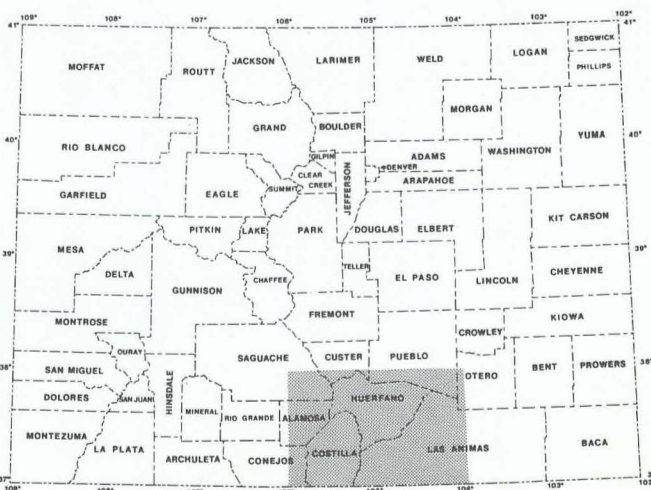 109° 108° 107° 106° 105° 104° 103° 102°
41° 41°
SEDGWICK
MOFFAT ROUTT JACKSON LARIMER WELD LOGAN
PHILLIPS
MORGAN
GRAND BOULDER
40° 40°
RIO BLANCO YUMA
GILPIN ADAMS WASHINGTON
DENVER
CLEAR CREEK
ARAPAHOE
GARFIELD EAGLE SUMMIT JEFFERSON
KIT CARSON
PITKIN LAKE PARK DOUGLAS ELBERT
39° 39°
MESA
DELTA TELLER CHEYENNE
GUNNISON CHAFFEE EL PASO LINCOLN
FREMONT
MONTROSE KIOWA
CROWLEY
OURAY
SAGUACHE CUSTER PUEBLO
38° 38°
SAN MIGUEL OTERO BENT PROWERS
DOLORES SAN JUAN HINSDALE HUERFANO
MINERAL RIO GRANDE ALAMOSA
MONTEZUMA LA PLATA COSTILLA LAS ANIMAS BACA
ARCHULETA CONEJOS
37°
109° 108° 107° 106° 103°